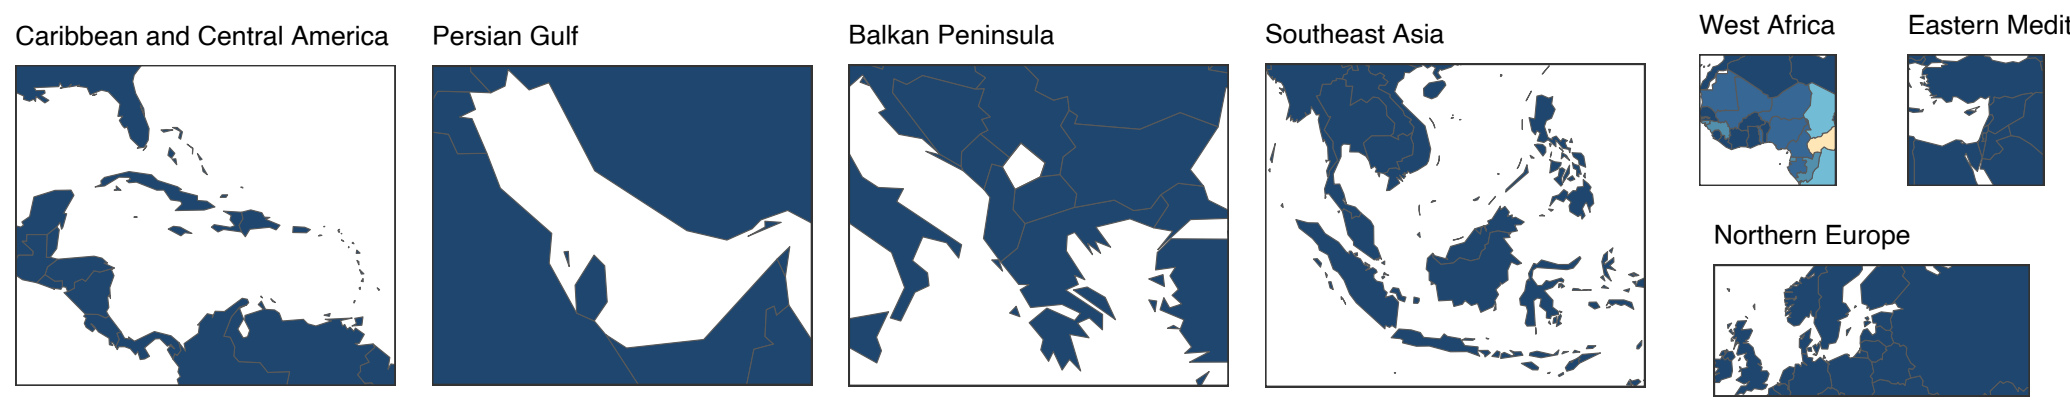 Caribbean and Central America
Persian Gulf
Balkan Peninsula
Southeast Asia
West Africa
Eastern Medit
Northern Europe